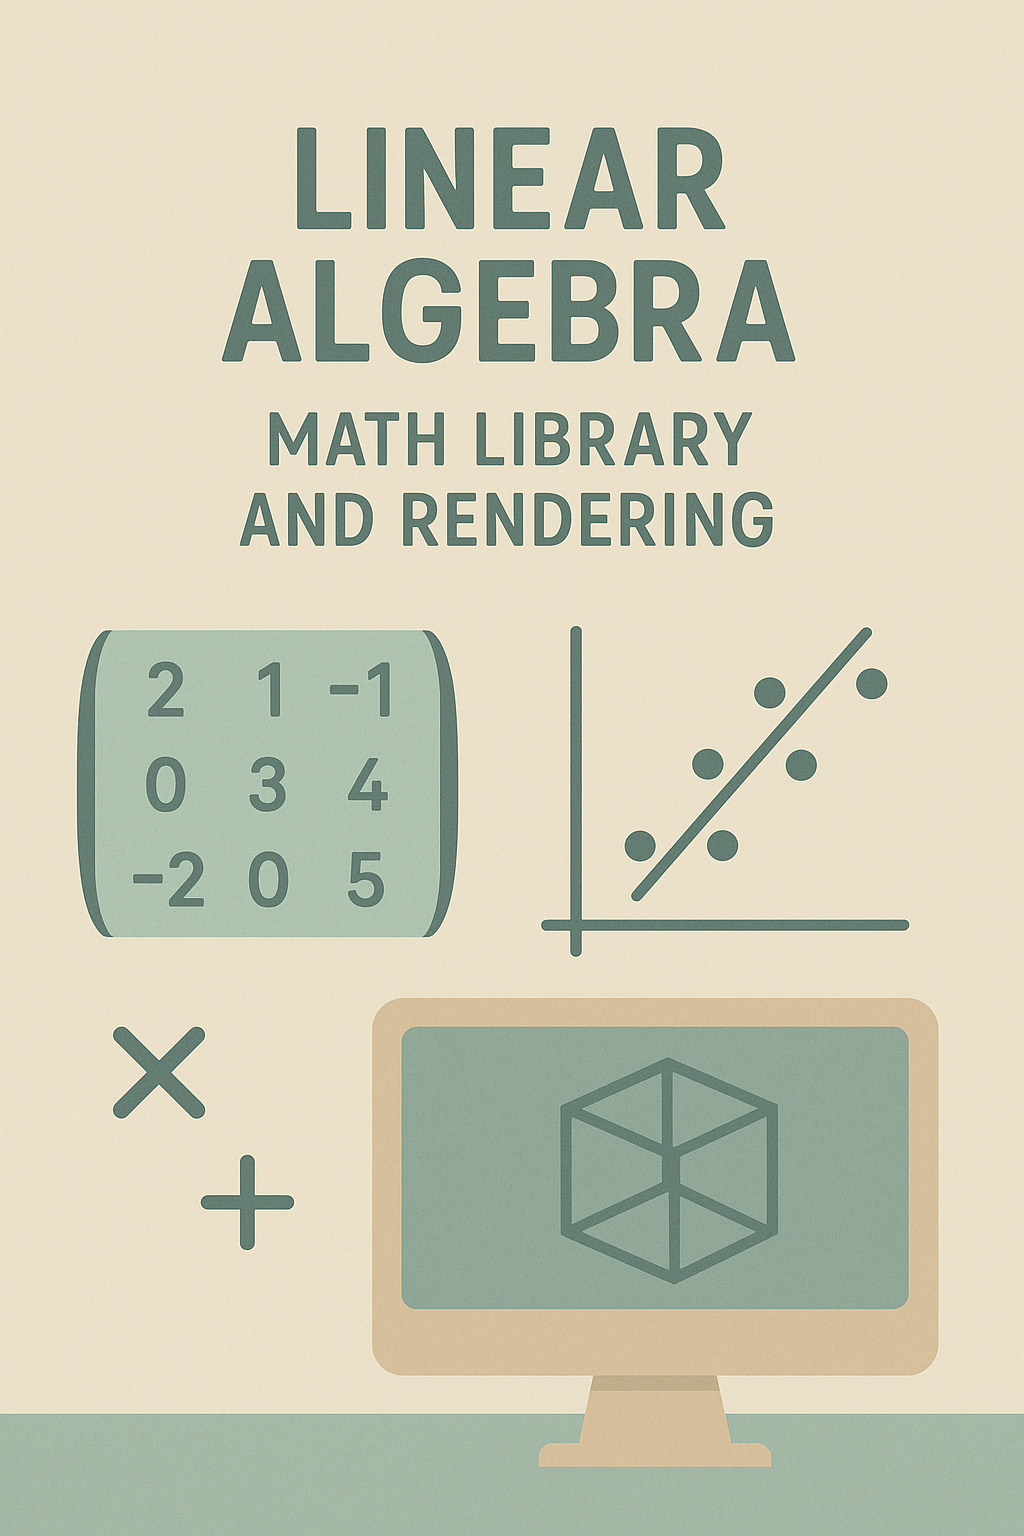 LINEAR
ALGEBRA
MATH LIBRARY
AND RENDERING
2 1 -1
0 3 4
-2 0 5
×
+